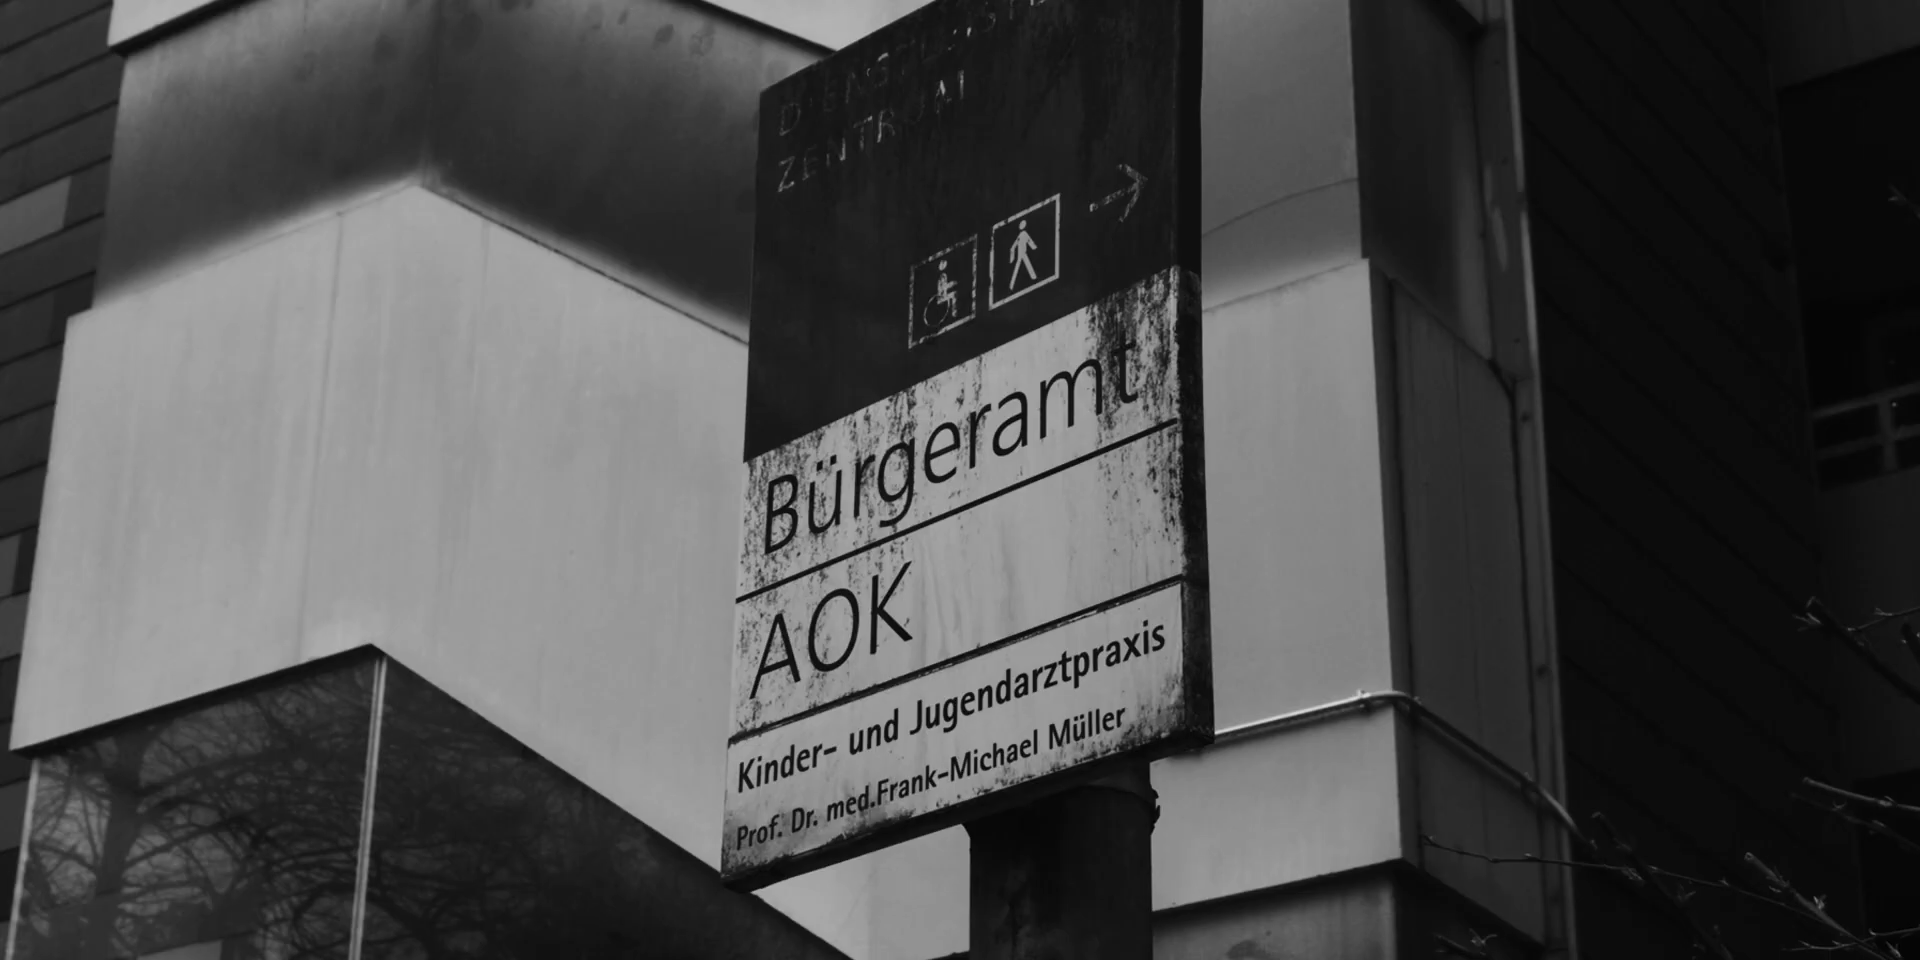 ZENTRUM
Bürgeramt
AOK
Kinder- und Jugendarztpraxis
Prof. Dr. med.Frank-Michael Müller